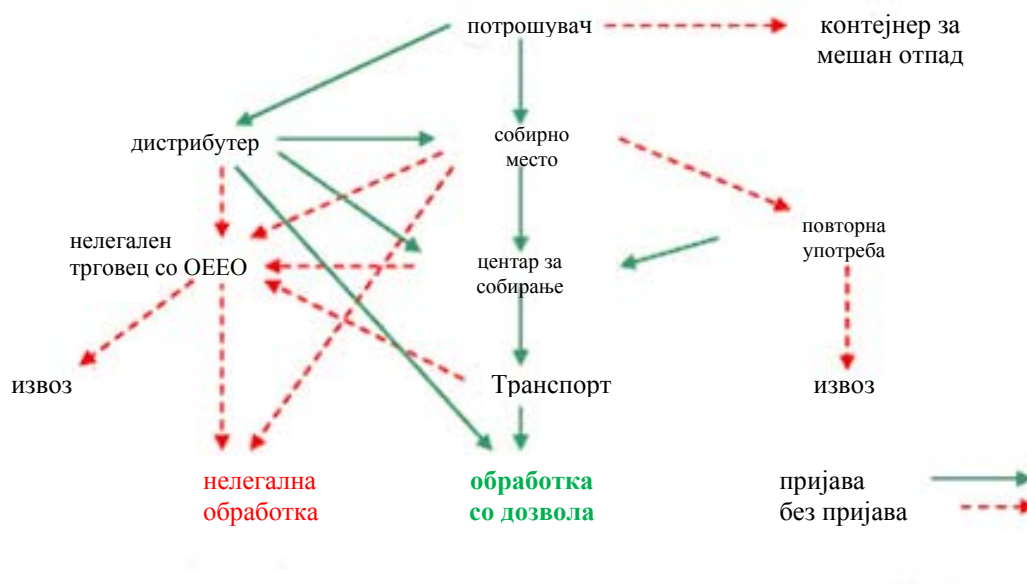 потрошувач
контејнер за
мешан отпад
дистрибутер
собирно
место
повторна
употреба
нелегален
трговец со ОЕЕО
центар за
собирање
извоз
Транспорт
извоз
нелегална
обработка
обработка
со дозвола
пријава
без пријава